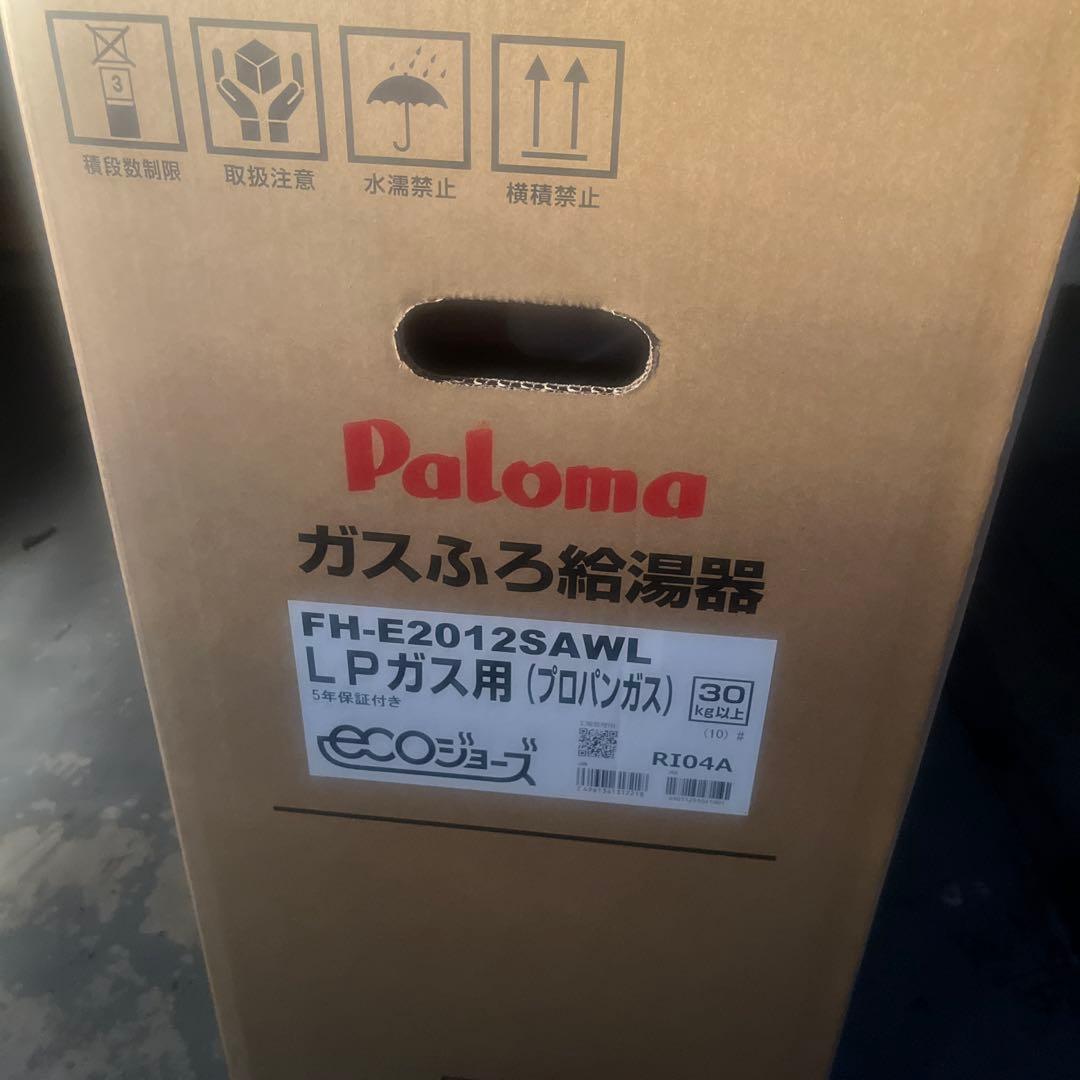 3
積段数制限
取扱注意
水濡禁止
横積禁止
Paloma
ガスふろ給湯器
FH-E2012SAWL
LPガス用(プロパンガス)
5年保証付き
30
kg以上
(10) #
ecoジョーズ
RI04A